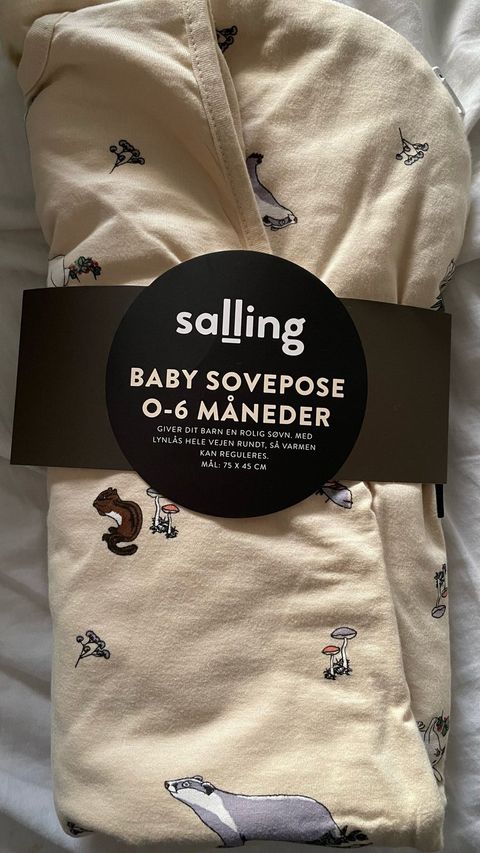 salling
BABY SOVEPOSE
0-6 MÅNEDER
GIVER DIT BARN EN ROLIG SØVN. MED
LYNLÅS HELE VEJEN RUNDT, SÅ VARMEN
KAN REGULERES.
MÅL: 75 X 45 CM